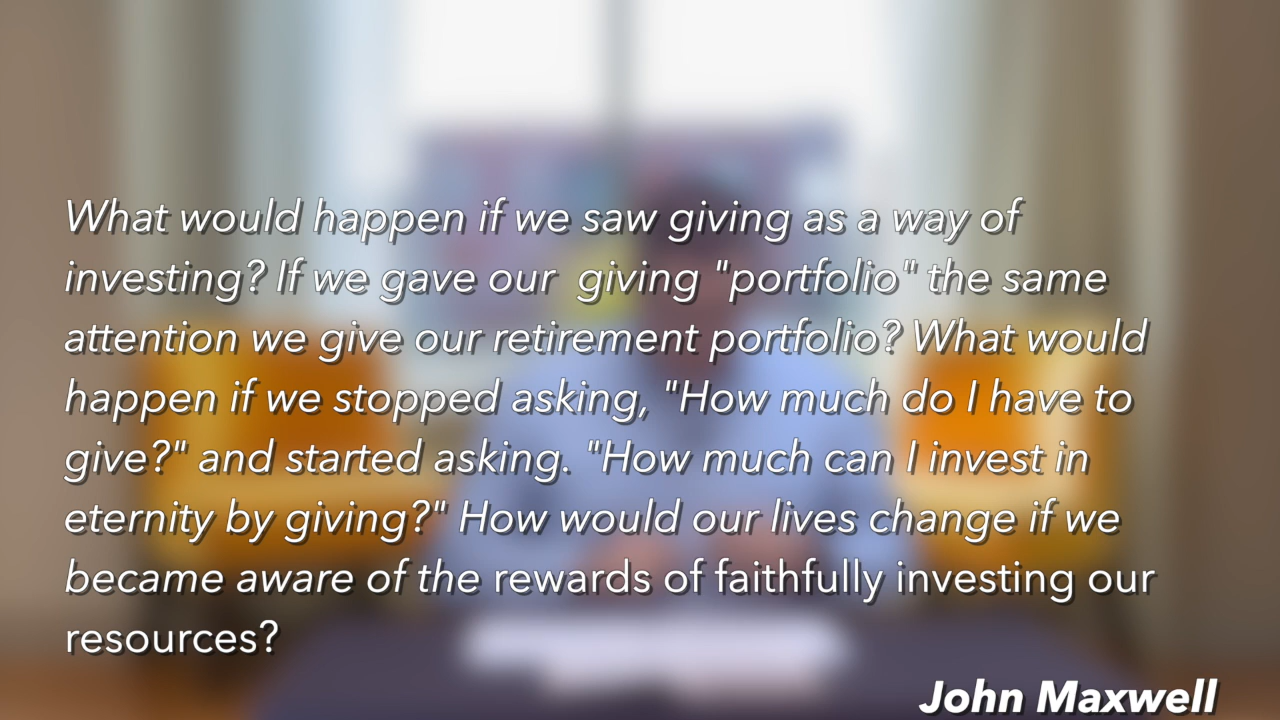 What would happen if we saw giving as a way of
investing? If we gave our  giving "portfolio" the same
attention we give our retirement portfolio? What would
happen if we stopped asking, "How much do I have to
give?" and started asking. "How much can I invest in
eternity by giving?" How would our lives change if we
became aware of the rewards of faithfully investing our
resources?
John Maxwell